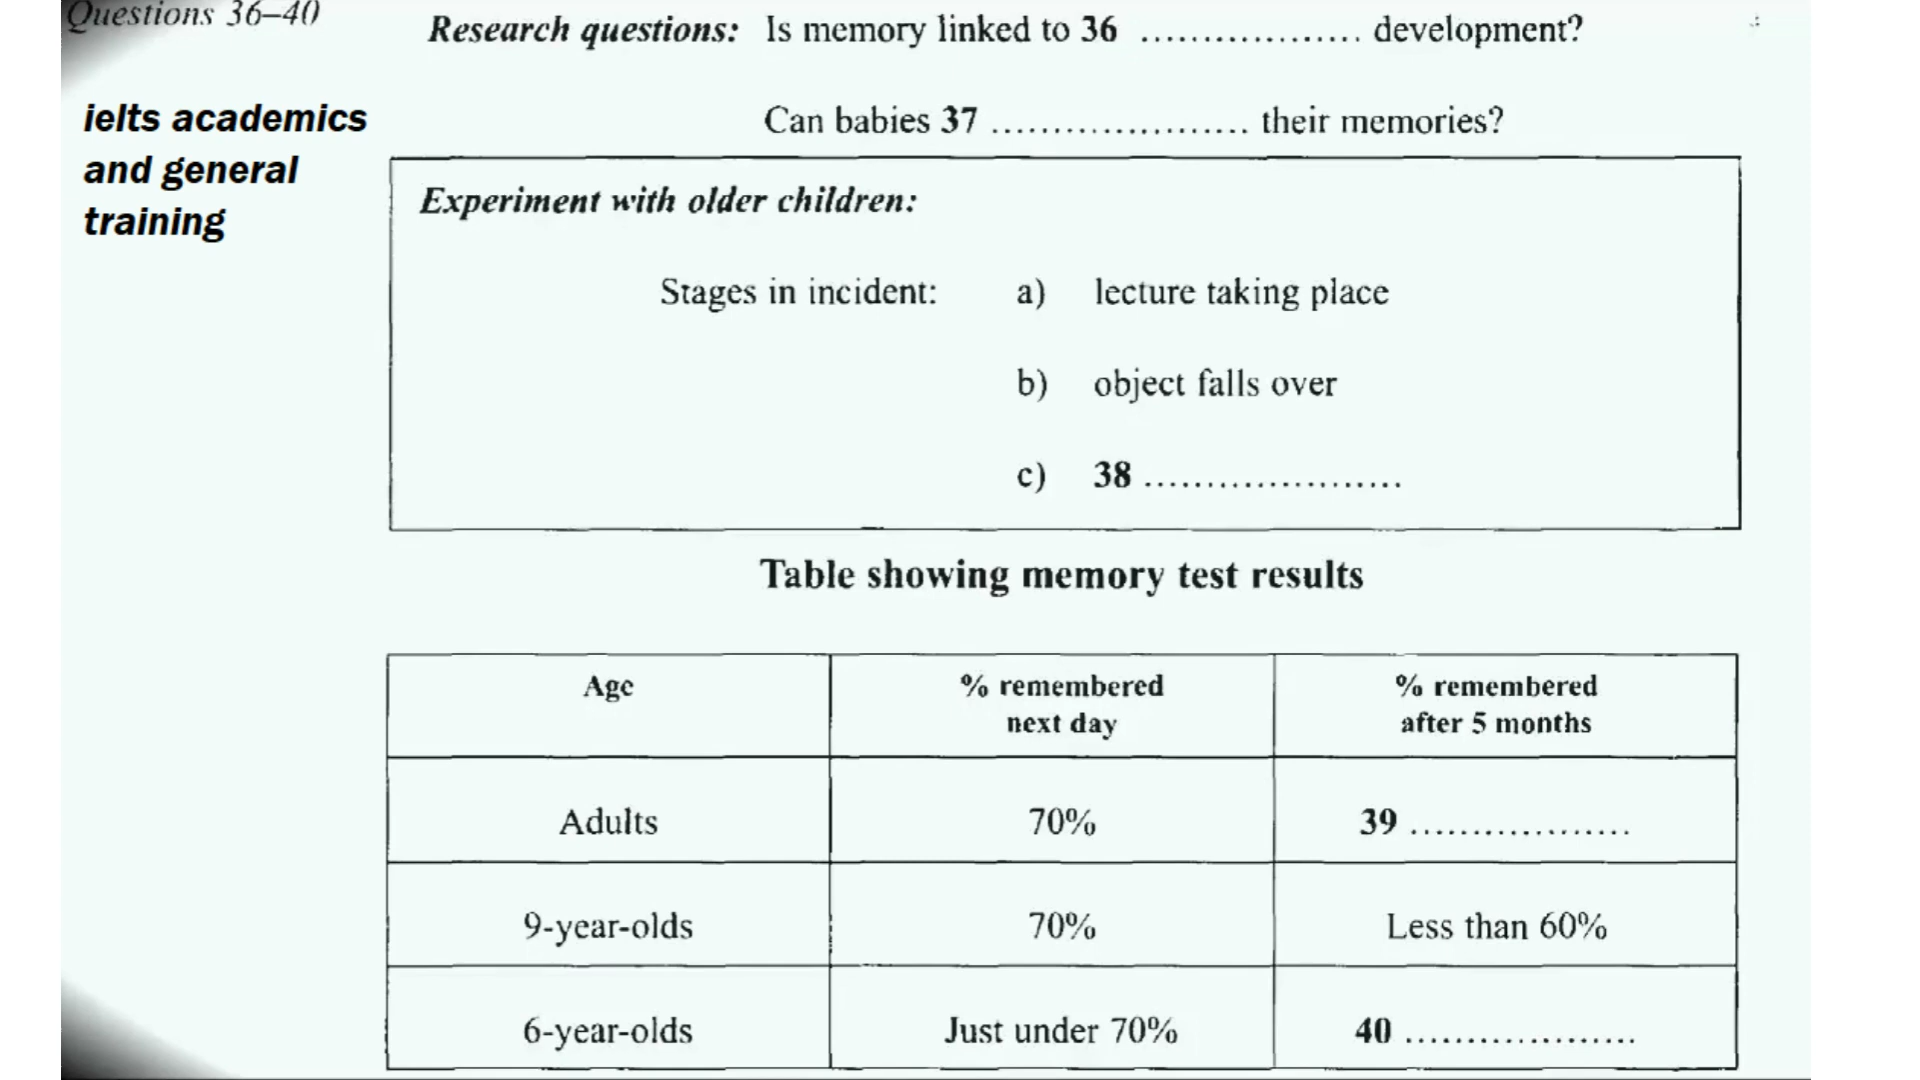 Questions 36–40
Research questions: Is memory linked to 36 .................. development?
ielts academics
and general
training
Can babies 37 ..................... their memories?
Experiment with older children:
Stages in incident: a) lecture taking place
b) object falls over
c) 38 .....................
Table showing memory test results
Age % remembered next day % remembered after 5 months
Adults 70% 39 ..................
9-year-olds 70% Less than 60%
6-year-olds Just under 70% 40 ...................